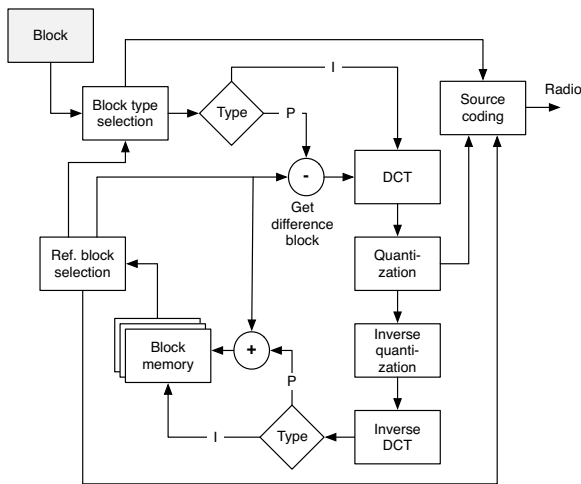 Block
Block type
selection
Type
I
P
-
Get
difference
block
DCT
Source
coding
Radio
Ref. block
selection
Quanti-
zation
Block
memory
+
Inverse
quanti-
zation
P
I
Type
Inverse
DCT